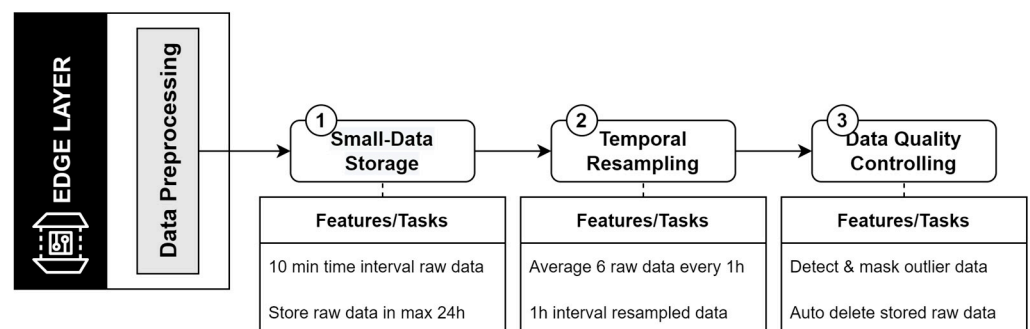 EDGE LAYER
Data Preprocessing
1
Small-Data
Storage
2
Temporal
Resampling
3
Data Quality
Controlling
Features/Tasks
10 min time interval raw data
Store raw data in max 24h
Features/Tasks
Average 6 raw data every 1h
1h interval resampled data
Features/Tasks
Detect & mask outlier data
Auto delete stored raw data